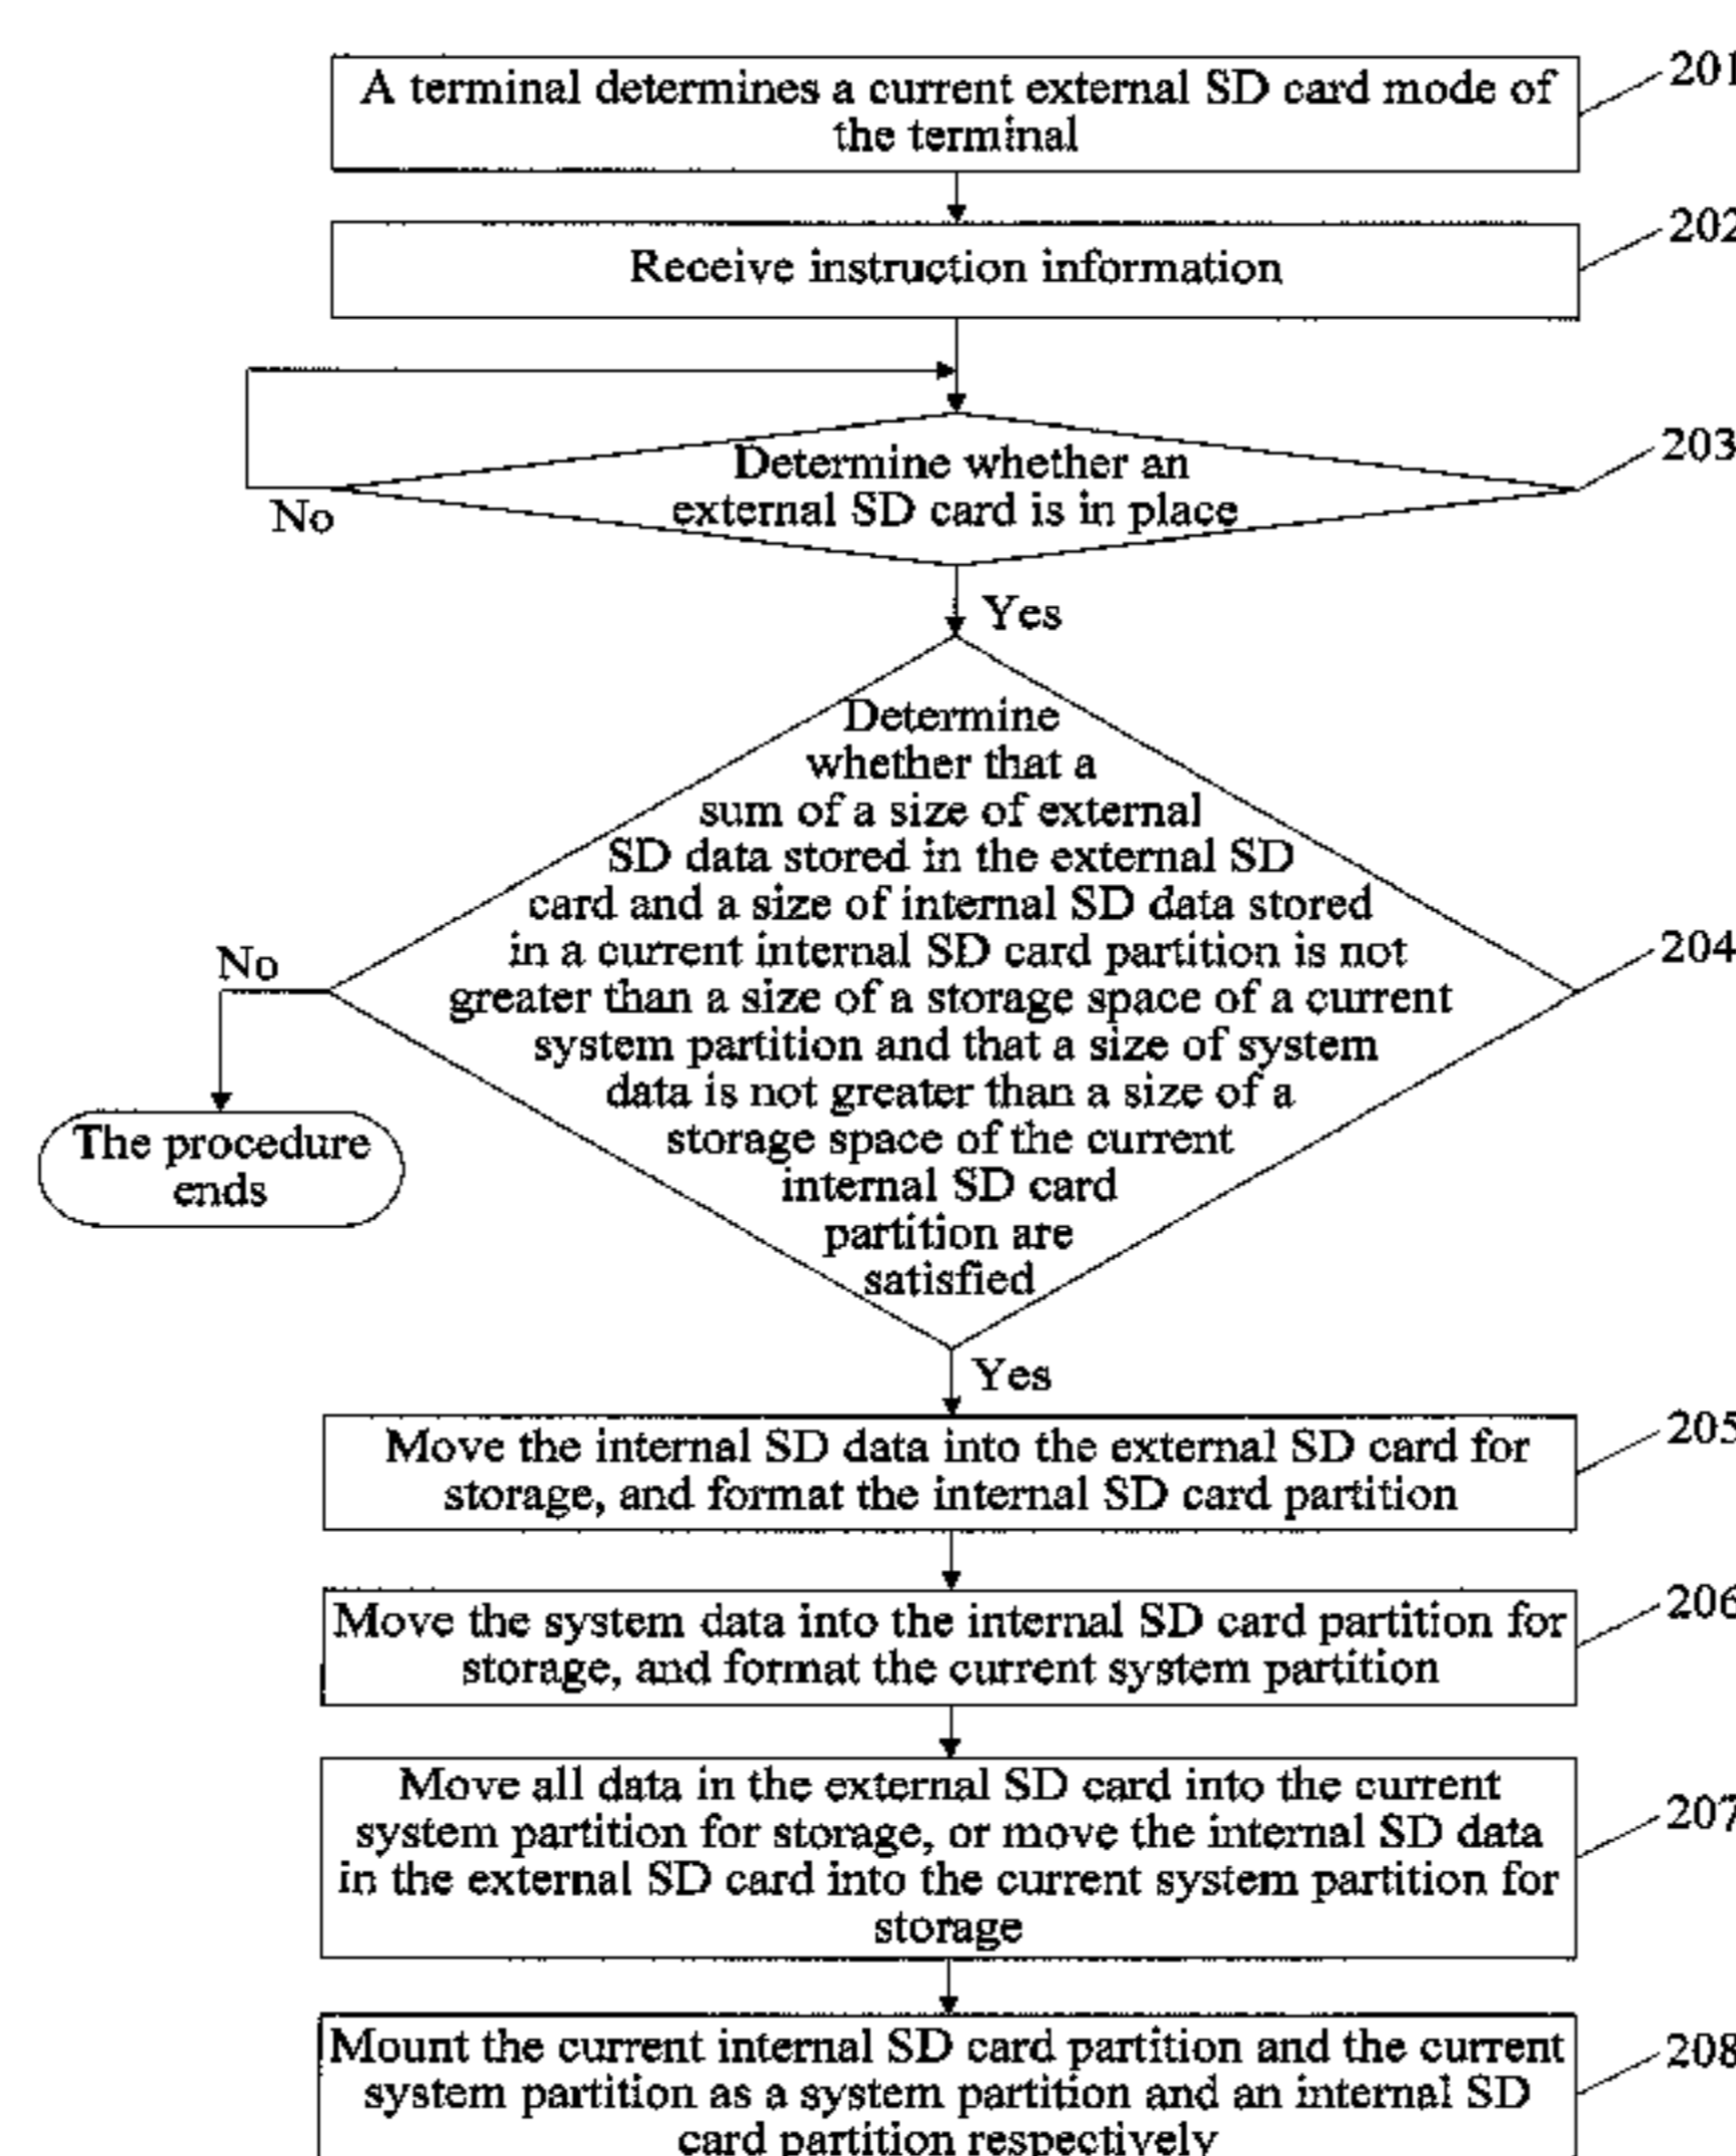 A terminal determines a current external SD card mode of
the terminal
201
Receive instruction information
202
Determine whether an
external SD card is in place
203
No
Yes
Determine
whether that a
sum of a size of external
SD data stored in the external SD
card and a size of internal SD data stored
in a current internal SD card partition is not
greater than a size of a storage space of a current
system partition and that a size of system
data is not greater than a size of a
storage space of the current
internal SD card
partition are
satisfied
204
No
The procedure
ends
Yes
Move the internal SD data into the external SD card for
storage, and format the internal SD card partition
205
Move the system data into the internal SD card partition for
storage, and format the current system partition
206
Move all data in the external SD card into the current
system partition for storage, or move the internal SD data
in the external SD card into the current system partition for
storage
207
Mount the current internal SD card partition and the current
system partition as a system partition and an internal SD
card partition respectively
208